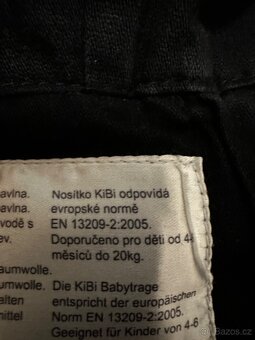 avlna. Nosítko KiBi odpovídá
avlna. evropské normě
vodě s EN 13209-2:2005.
ev. Doporučeno pro děti od 4-
měsíců do 20kg.
aumwolle.
aumwolle. Die KiBi Babytrage
alten entspricht der europäischen
mittel Norm EN 13209-2:2005.
Geeignet für Kinder von 4-6
Bazos.cz